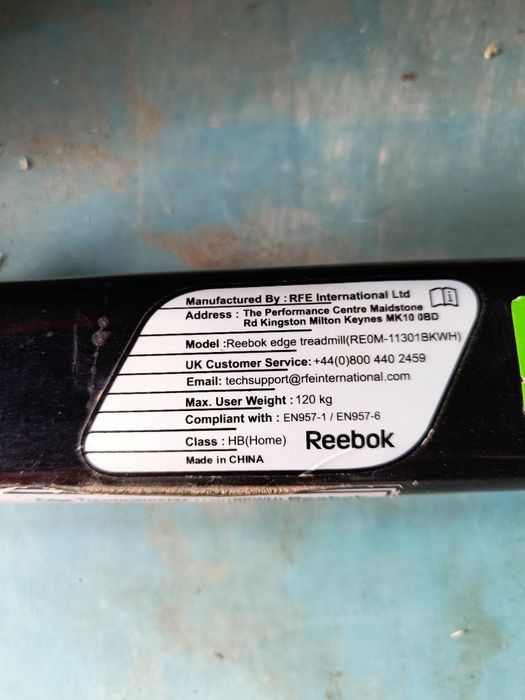 Manufactured By : RFE International Ltd
Address : The Performance Centre Maidstone
Rd Kingston Milton Keynes MK10 0BD
Model :Reebok edge treadmill(RE0M-11301BKWH)
UK Customer Service: +44(0)800 440 2459
Email: techsupport@rfeinternational.com
Max. User Weight : 120 kg
Compliant with : EN957-1 / EN957-6
Class : HB(Home) Reebok
Made in CHINA